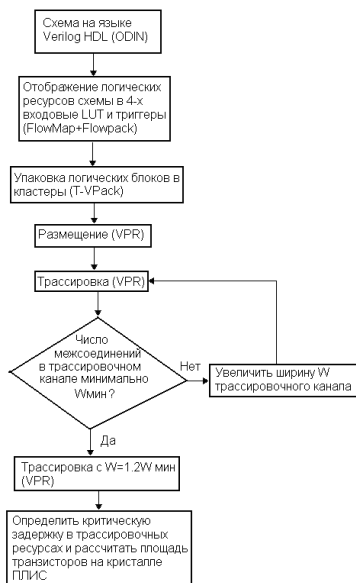 Схема на языке
Verilog HDL (ODIN)
Отображение логических
ресурсов схемы в 4-х
входовые LUT и триггеры
(FlowMap+Flowpack)
Упаковка логических блоков в
кластеры (T-VPack)
Размещение (VPR)
Трассировка (VPR)
Число
межсоединений
в трассировочном
канале минимально
Wмин ?
Нет
Увеличить ширину W
трассировочного канала
Да
Трассировка с W=1.2W мин
(VPR)
Определить критическую
задержку в трассировочных
ресурсах и рассчитать площадь
транзисторов на кристалле
ПЛИС